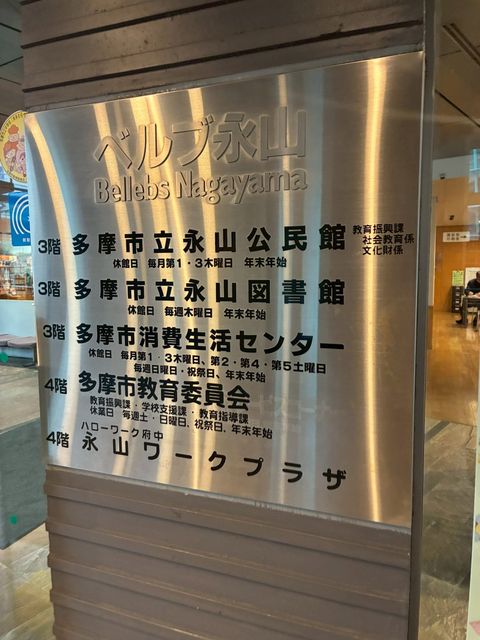 ベルブ永山
Bellebs Nagayama
3階 多摩市立永山公民館 教育振興課
社会教育係
文化財係
休館日 毎月第1・3木曜日 年末年始
3階 多摩市立永山図書館
休館日 毎週木曜日 年末年始
3階 多摩市消費生活センター
休館日 毎月第1・3木曜日、第2・第4・第5土曜日
毎週日曜日・祝祭日、年末年始
4階 多摩市教育委員会
教育振興課・学校支援課・教育指導課
休業日 毎週土・日曜日、祝祭日、年末年始
ハローワーク府中
4階 永山ワークプラザ